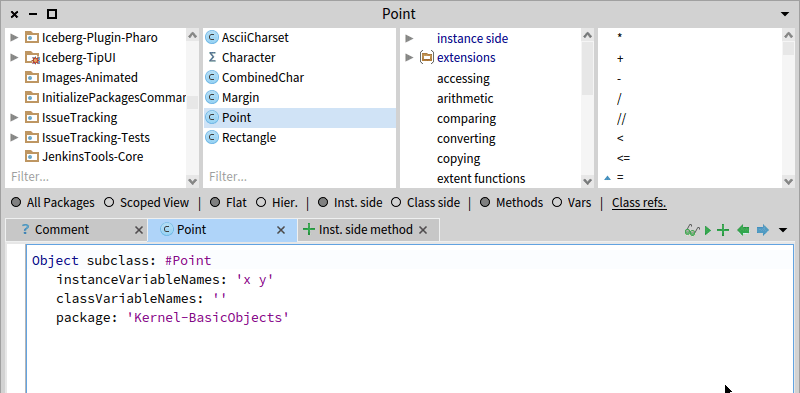 Point
Iceberg-Plugin-Pharo
Iceberg-TipUI
Images-Animated
InitializePackagesCommar
IssueTracking
IssueTracking-Tests
JenkinsTools-Core
Filter...
AsciiCharset
Character
CombinedChar
Margin
Point
Rectangle
Filter...
instance side
extensions
accessing
arithmetic
comparing
converting
copying
extent functions
*
+
-
/
//
<
<=
=
All Packages Scoped View | Flat Hier. | Inst. side Class side | Methods Vars | Class refs.
? Comment × Point × Inst. side method ×
Object subclass: #Point
instanceVariableNames: 'x y'
classVariableNames: ''
package: 'Kernel-BasicObjects'